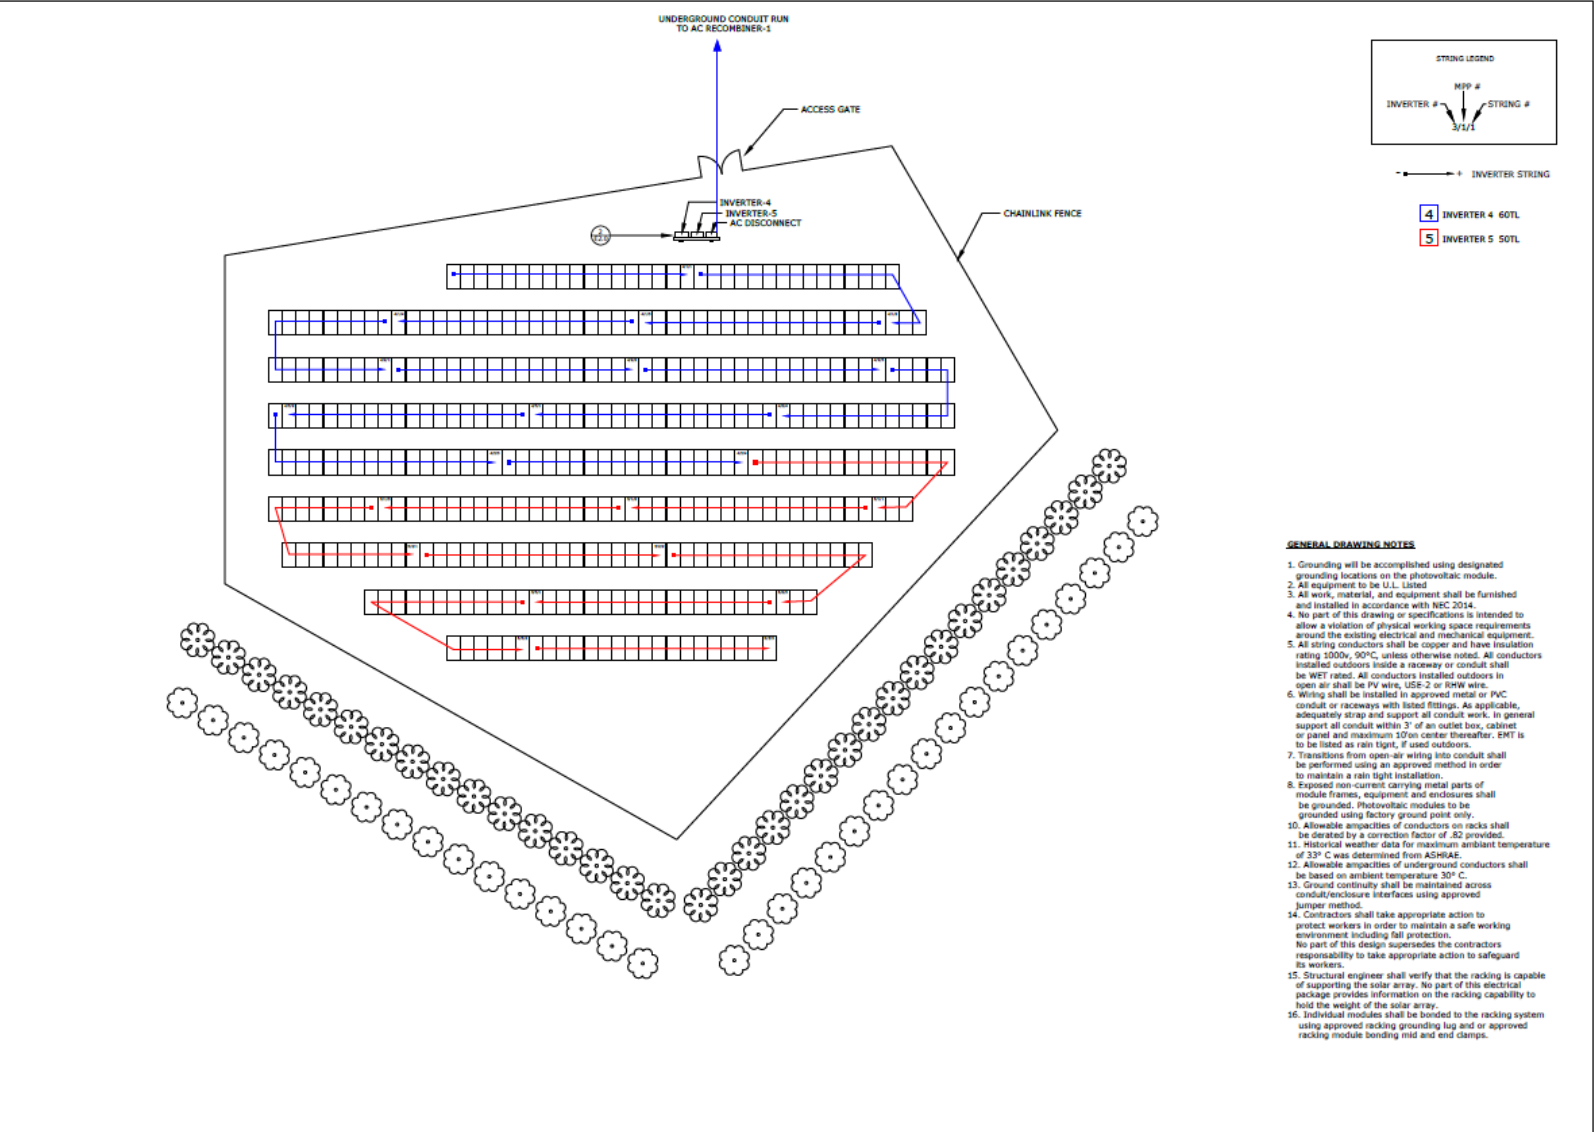 UNDERGROUND CONDUIT RUN
TO AC RECOMBINER-1
ACCESS GATE
INVERTER-4
INVERTER-5
AC DISCONNECT
CHAINLINK FENCE
STRING LEGEND
MPP #
INVERTER #
STRING #
3/1/1
- + INVERTER STRING
4 INVERTER 4 60TL
5 INVERTER 5 50TL
GENERAL DRAWING NOTES
1. Grounding will be accomplished using designated
grounding locations on the photovoltaic module.
2. All equipment to be U.L. Listed
3. All work, material, and equipment shall be furnished
and installed in accordance with NEC 2014.
4. No part of this drawing or specifications is intended to
allow a violation of physical working space requirements
around the existing electrical and mechanical equipment.
5. All string conductors shall be copper and have insulation
rating 1000v, 90°C, unless otherwise noted. All conductors
installed outdoors inside a raceway or conduit shall
be WET rated. All conductors installed outdoors in
open air shall be PV wire, USE-2 or RHW wire.
6. Wiring shall be installed in approved metal or PVC
conduit or raceways with listed fittings. As applicable,
adequately strap and support all conduit work. In general
support all conduit within 3' of an outlet box, cabinet
or panel and maximum 10'on center thereafter. EMT is
to be listed as rain tight, if used outdoors.
7. Transitions from open-air wiring into conduit shall
be performed using an approved method in order
to maintain a rain tight installation.
8. Exposed non-current carrying metal parts of
module frames, equipment and enclosures shall
be grounded. Photovoltaic modules to be
grounded using factory ground point only.
10. Allowable ampacities of conductors on racks shall
be derated by a correction factor of .82 provided.
11. Historical weather data for maximum ambiant temperature
of 33° C was determined from ASHRAE.
12. Allowable ampacities of underground conductors shall
be based on ambient temperature 30° C.
13. Ground continuity shall be maintained across
conduit/enclosure interfaces using approved
jumper method.
14. Contractors shall take appropriate action to
protect workers in order to maintain a safe working
environment including fall protection.
No part of this design supersedes the contractors
responsability to take appropriate action to safeguard
its workers.
15. Structural engineer shall verify that the racking is capable
of supporting the solar array. No part of this electrical
package provides information on the racking capability to
hold the weight of the solar array.
16. Individual modules shall be bonded to the racking system
using approved racking grounding lug and or approved
racking module bonding mid and end clamps.